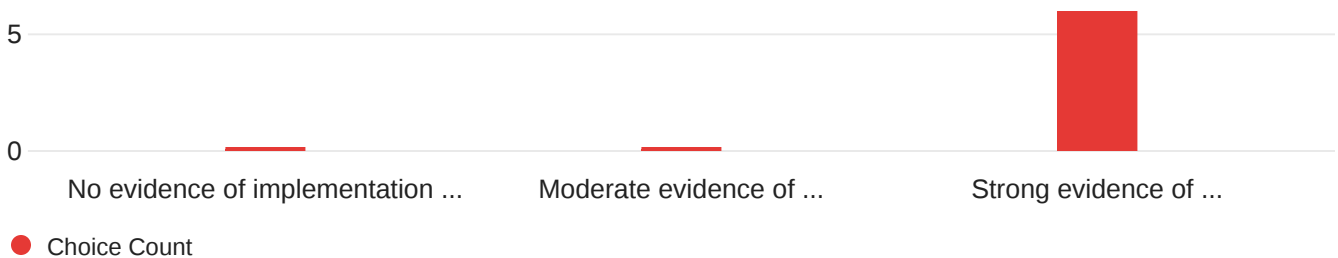 5
0
No evidence of implementation ...
Moderate evidence of ...
Strong evidence of ...
Choice Count